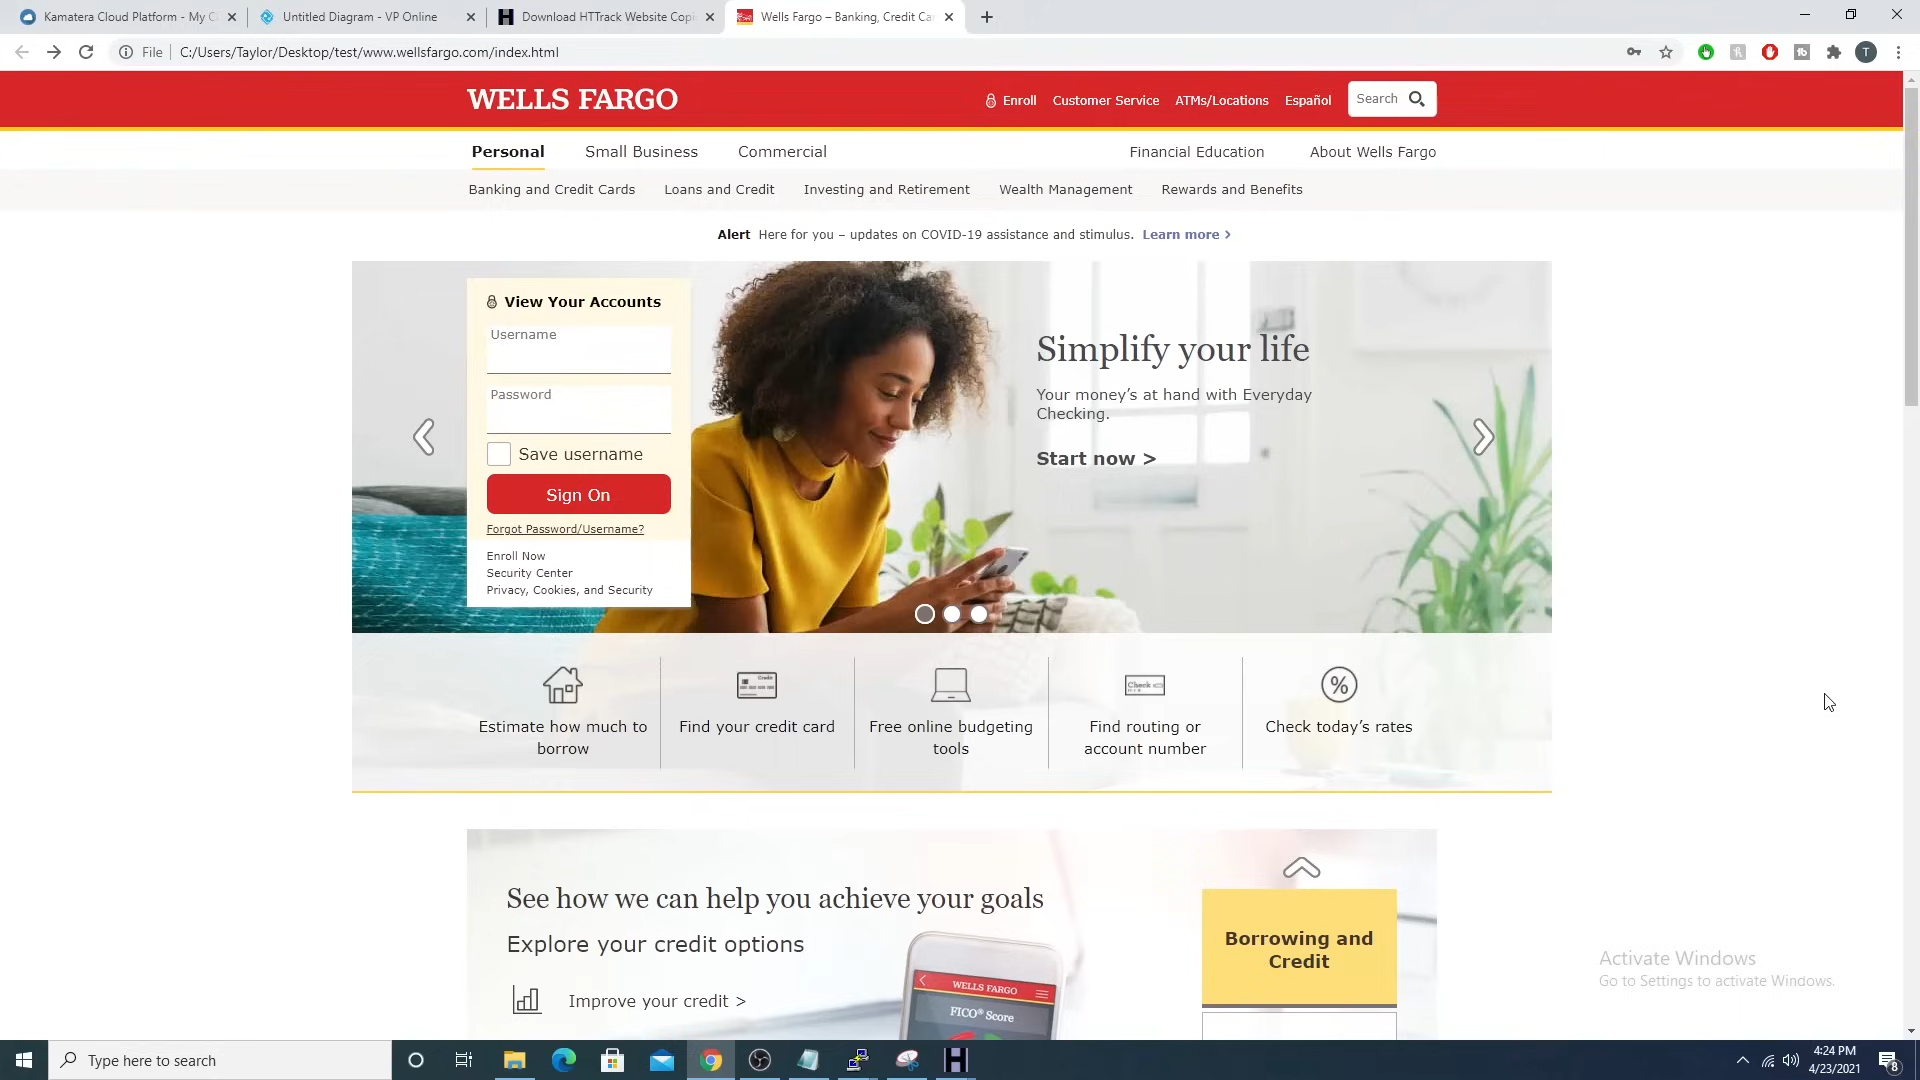 Kamatera Cloud Platform - My C
Untitled Diagram - VP Online
Download HTTrack Website Copi
Wells Fargo – Banking, Credit Ca
File
C:/Users/Taylor/Desktop/test/www.wellsfargo.com/index.html
T
WELLS FARGO
Enroll
Customer Service
ATMs/Locations
Español
Search
Personal
Small Business
Commercial
Financial Education
About Wells Fargo
Banking and Credit Cards
Loans and Credit
Investing and Retirement
Wealth Management
Rewards and Benefits
Alert Here for you – updates on COVID-19 assistance and stimulus. Learn more >
View Your Accounts
Username
Password
Save username
Sign On
Forgot Password/Username?
Enroll Now
Security Center
Privacy, Cookies, and Security
Simplify your life
Your money’s at hand with Everyday
Checking.
Start now >
Estimate how much to
borrow
Credit
Find your credit card
Free online budgeting
tools
Check
Find routing or
account number
%
Check today’s rates
See how we can help you achieve your goals
Explore your credit options
Improve your credit >
WELLS FARGO
FICO® Score
Borrowing and
Credit
Activate Windows
Go to Settings to activate Windows.
Type here to search
H
4:24 PM
4/23/2021
8